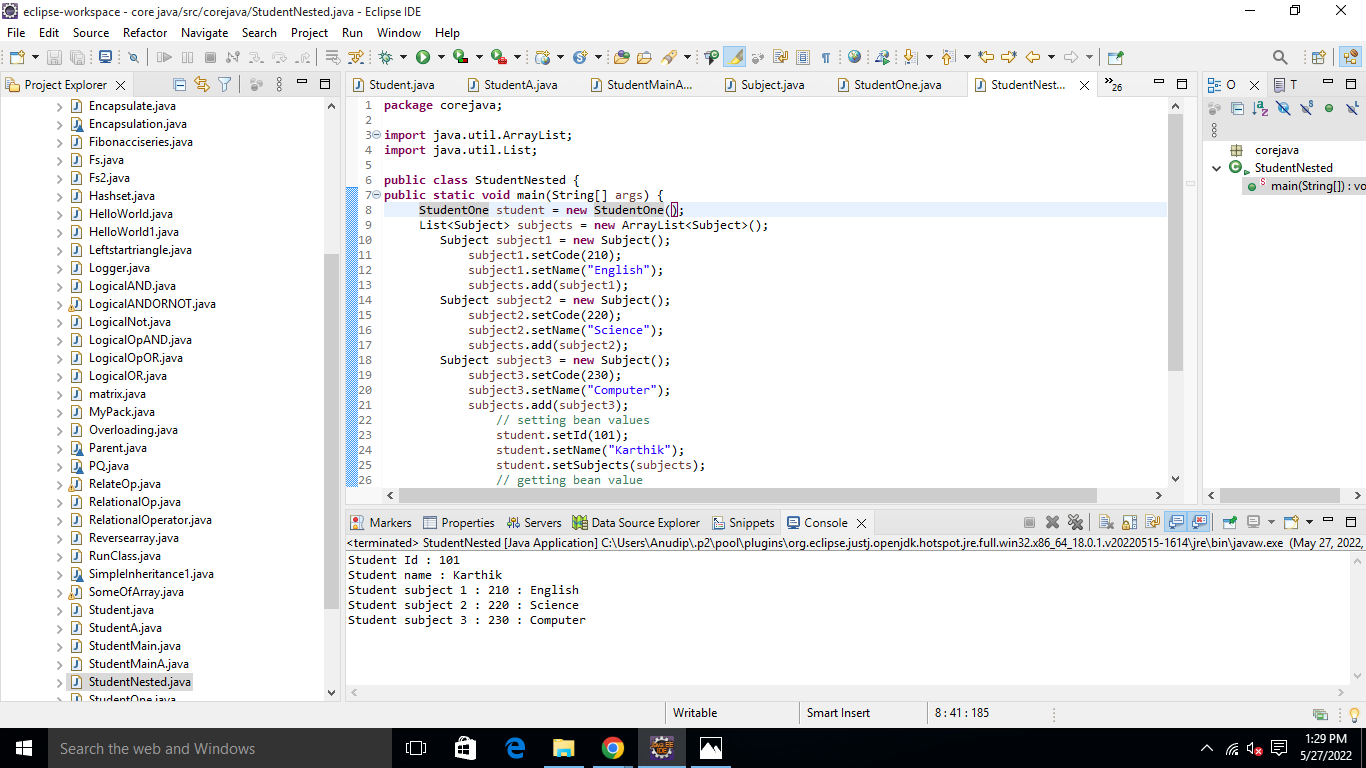 eclipse-workspace - core java/src/corejava/StudentNested.java - Eclipse IDE
File Edit Source Refactor Navigate Search Project Run Window Help
Project Explorer
Encapsulate.java
Encapsulation.java
Fibonacciseries.java
Fs.java
Fs2.java
Hashset.java
HelloWorld.java
HelloWorld1.java
Leftstartriangle.java
Logger.java
LogicalAND.java
LogicalANDORNOT.java
LogicalNot.java
LogicalOpAND.java
LogicalOpOR.java
LogicalOR.java
matrix.java
MyPack.java
Overloading.java
Parent.java
PQ.java
RelateOp.java
RelationalOp.java
RelationalOperator.java
Reversearray.java
RunClass.java
SimpleInheritance1.java
SomeOfArray.java
Student.java
StudentA.java
StudentMain.java
StudentMainA.java
StudentNested.java
StudentOne.java
Student.java StudentA.java StudentMainA... Subject.java StudentOne.java StudentNest... »26
1 package corejava;
2
3 import java.util.ArrayList;
4 import java.util.List;
5
6 public class StudentNested {
7 public static void main(String[] args) {
8 StudentOne student = new StudentOne();
9 List<Subject> subjects = new ArrayList<Subject>();
10 Subject subject1 = new Subject();
11 subject1.setCode(210);
12 subject1.setName("English");
13 subjects.add(subject1);
14 Subject subject2 = new Subject();
15 subject2.setCode(220);
16 subject2.setName("Science");
17 subjects.add(subject2);
18 Subject subject3 = new Subject();
19 subject3.setCode(230);
20 subject3.setName("Computer");
21 subjects.add(subject3);
22 // setting bean values
23 student.setId(101);
24 student.setName("Karthik");
25 student.setSubjects(subjects);
26 // getting bean value
O T
corejava
StudentNested
main(String[]) : vo
Markers Properties Servers Data Source Explorer Snippets Console
<terminated> StudentNested [Java Application] C:\Users\Anudip\.p2\pool\plugins\org.eclipse.justj.openjdk.hotspot.jre.full.win32.x86_64_18.0.1.v20220515-1614\jre\bin\javaw.exe (May 27, 2022,
Student Id : 101
Student name : Karthik
Student subject 1 : 210 : English
Student subject 2 : 220 : Science
Student subject 3 : 230 : Computer
Writable Smart Insert 8 : 41 : 185
Search the web and Windows
1:29 PM
5/27/2022